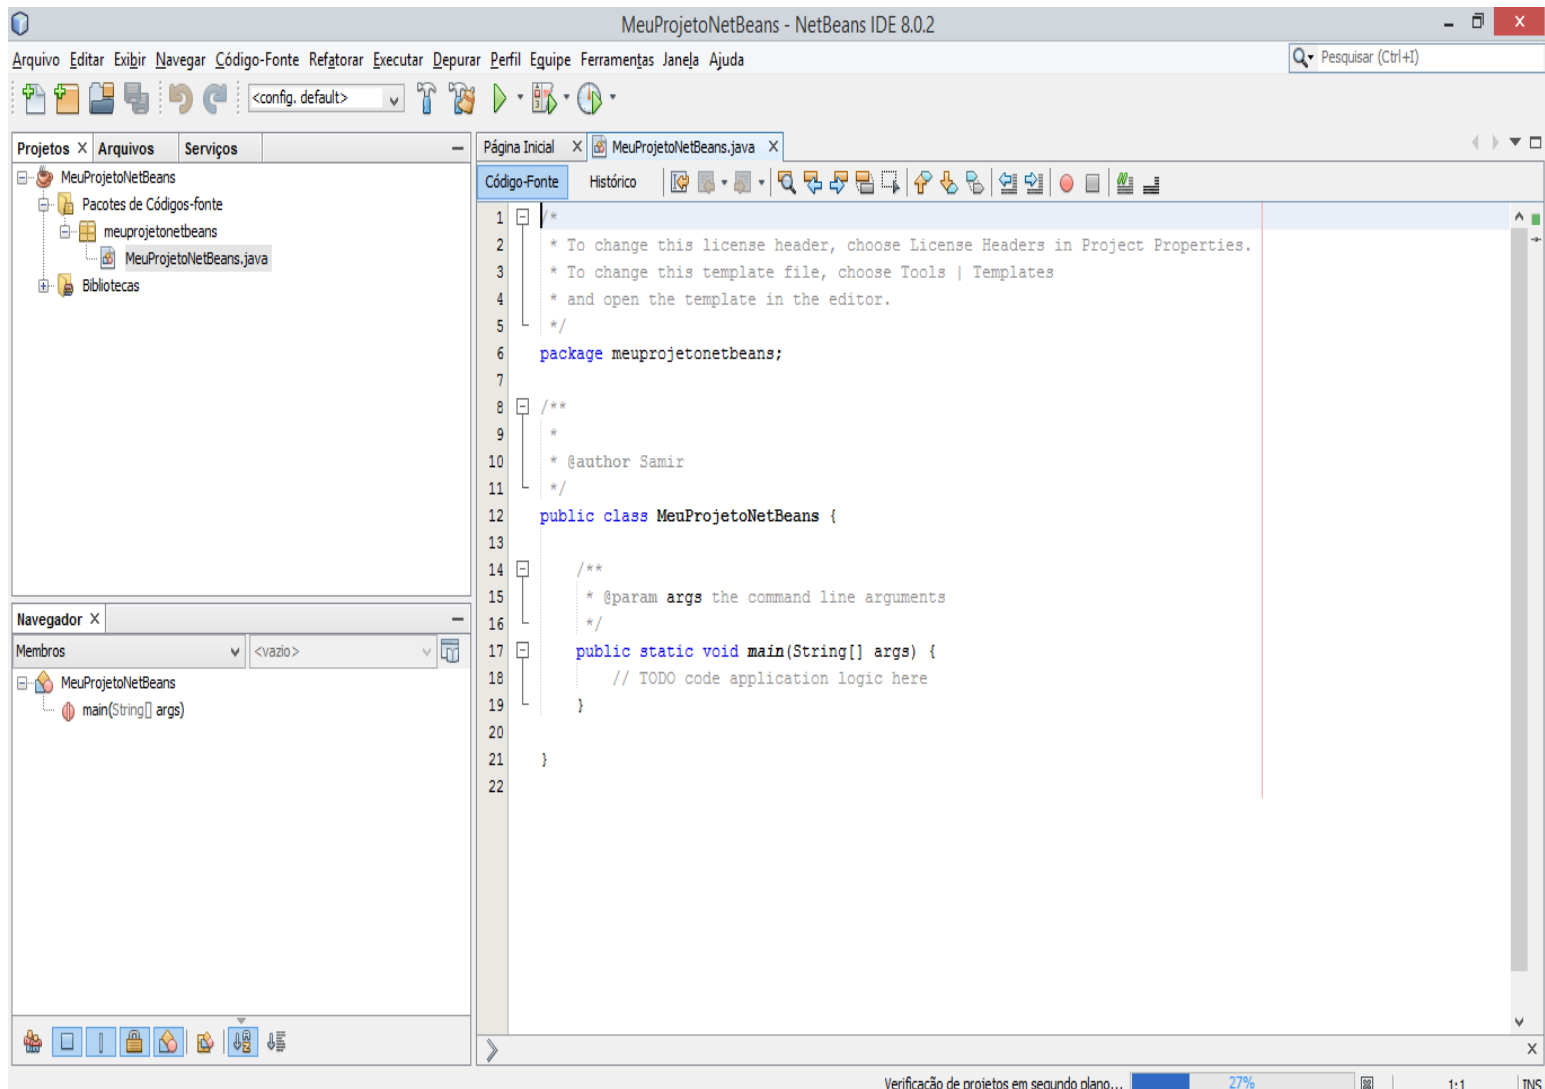 MeuProjetoNetBeans - NetBeans IDE 8.0.2
Arquivo Editar Exibir Navegar Código-Fonte Refatorar Executar Depurar Perfil Equipe Ferramentas Janela Ajuda
Pesquisar (Ctrl+I)
<config. default>
Projetos X Arquivos Serviços
MeuProjetoNetBeans
Pacotes de Códigos-fonte
meuprojetonetbeans
MeuProjetoNetBeans.java
Bibliotecas
Navegador X
Membros <vazio>
MeuProjetoNetBeans
main(String[] args)
Página Inicial X MeuProjetoNetBeans.java X
Código-Fonte Histórico
1 /*
2 * To change this license header, choose License Headers in Project Properties.
3 * To change this template file, choose Tools | Templates
4 * and open the template in the editor.
5 */
6 package meuprojetonetbeans;
7
8 /**
9 *
10 * @author Samir
11 */
12 public class MeuProjetoNetBeans {
13
14 /**
15 * @param args the command line arguments
16 */
17 public static void main(String[] args) {
18 // TODO code application logic here
19 }
20
21 }
22
Verificação de projetos em segundo plano... 27% 1:1 INS